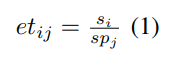 et_{ij} = \frac{s_i}{sp_j} (1)